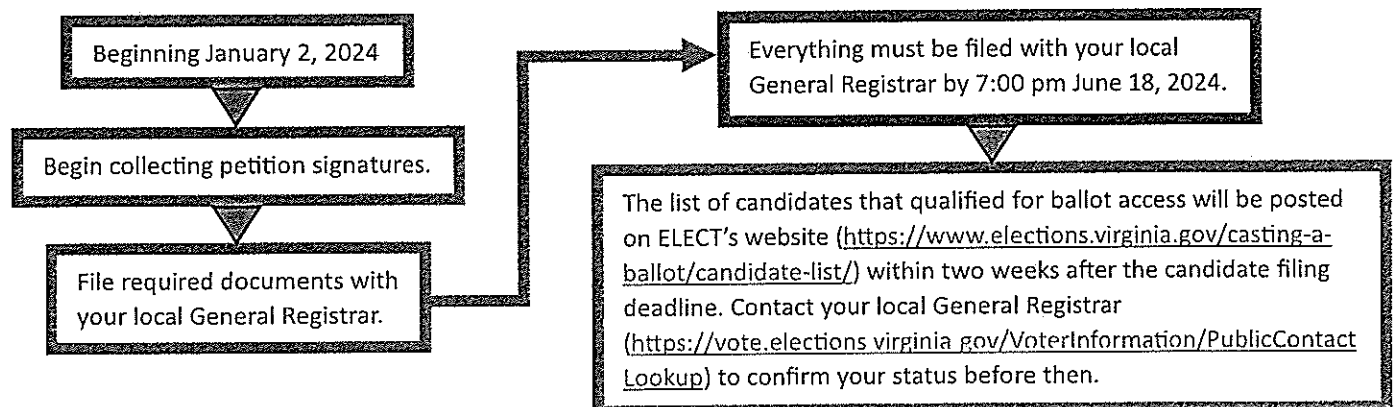 Beginning January 2, 2024
Begin collecting petition signatures.
File required documents with
your local General Registrar.
Everything must be filed with your local
General Registrar by 7:00 pm June 18, 2024.
The list of candidates that qualified for ballot access will be posted
on ELECT's website (https://www.elections.virginia.gov/casting-a-
ballot/candidate-list/) within two weeks after the candidate filing
deadline. Contact your local General Registrar
(https://vote.elections virginia gov/VoterInformation/PublicContact
Lookup) to confirm your status before then.